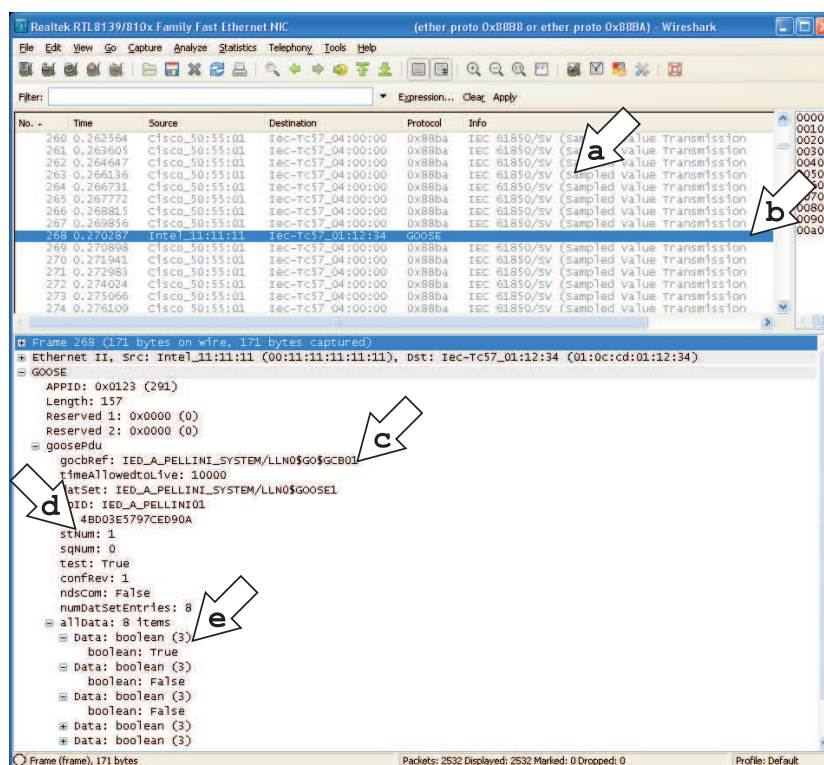 Realtek RTL8139/810x Family Fast Ethernet NIC (ether proto 0x88B8 or ether proto 0x88BA) - Wireshark
File Edit View Go Capture Analyze Statistics Telephony Tools Help
Filter: Expression... Clear Apply
No. - Time Source Destination Protocol Info
260 0.262564 Cisco_50:55:01 Iec-Tc57_04:00:00 0x88ba IEC 61850/SV (Sampled Value Transmission
261 0.263605 Cisco_50:55:01 Iec-Tc57_04:00:00 0x88ba IEC 61850/SV (Sa Value Transmission
262 0.264647 Cisco_50:55:01 Iec-Tc57_04:00:00 0x88ba IEC 61850/SV (Sa Value Transmission
263 0.266136 Cisco_50:55:01 Iec-Tc57_04:00:00 0x88ba IEC 61850/SV (Sampled Value Transmission
264 0.266731 Cisco_50:55:01 Iec-Tc57_04:00:00 0x88ba IEC 61850/SV (Sampled Value Transmission
265 0.267772 Cisco_50:55:01 Iec-Tc57_04:00:00 0x88ba IEC 61850/SV (Sampled Value Transmission
266 0.268815 Cisco_50:55:01 Iec-Tc57_04:00:00 0x88ba IEC 61850/SV (Sampled Value Transmission
267 0.269856 Cisco_50:55:01 Iec-Tc57_04:00:00 0x88ba IEC 61850/SV (Sampled Value Transmission
268 0.270287 Intel_11:11:11 Iec-Tc57_01:12:34 GOOSE
269 0.270898 Cisco_50:55:01 Iec-Tc57_04:00:00 0x88ba IEC 61850/SV (Sampled Value Transmission
270 0.271941 Cisco_50:55:01 Iec-Tc57_04:00:00 0x88ba IEC 61850/SV (Sampled Value Transmission
271 0.272983 Cisco_50:55:01 Iec-Tc57_04:00:00 0x88ba IEC 61850/SV (Sampled Value Transmission
272 0.274024 Cisco_50:55:01 Iec-Tc57_04:00:00 0x88ba IEC 61850/SV (Sampled Value Transmission
273 0.275066 Cisco_50:55:01 Iec-Tc57_04:00:00 0x88ba IEC 61850/SV (Sampled Value Transmission
274 0.276109 Cisco_50:55:01 Iec-Tc57_04:00:00 0x88ba IEC 61850/SV (Sampled Value Transmission
0000
0010
0020
0030
0040
0080
00a0
a
b
Frame 268 (171 bytes on wire, 171 bytes captured)
Ethernet II, Src: Intel_11:11:11 (00:11:11:11:11:11), Dst: Iec-Tc57_01:12:34 (01:0c:cd:01:12:34)
GOOSE
APPID: 0x0123 (291)
Length: 157
Reserved 1: 0x0000 (0)
Reserved 2: 0x0000 (0)
goosePdu
c
gocbRef: IED_A_PELLINI_SYSTEM/LLN0$GO$GCB01
timeAllowedtoLive: 10000
datSet: IED_A_PELLINI_SYSTEM/LLN0$GOOSE1
d
ID: IED_A_PELLINI01
4BD03E5797CED90A
stNum: 1
sqNum: 0
test: True
confRev: 1
ndsCom: False
numDatSetEntries: 8
e
allData: 8 items
Data: boolean (3)
boolean: True
Data: boolean (3)
boolean: False
Data: boolean (3)
boolean: False
Data: boolean (3)
Data: boolean (3)
Frame (frame), 171 bytes Packets: 2532 Displayed: 2532 Marked: 0 Dropped: 0 Profile: Default